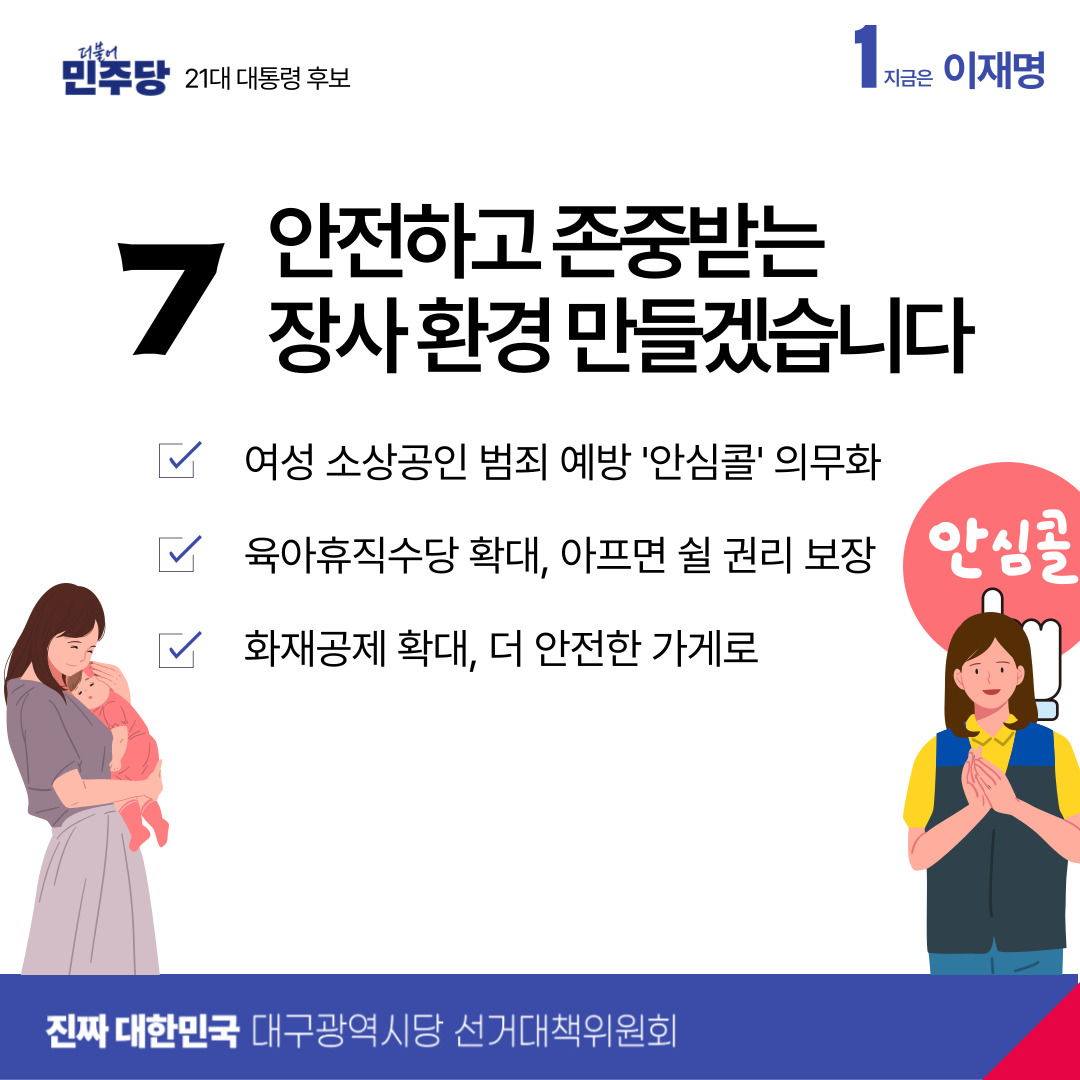 더불어
민주당 21대 대통령 후보
1 지금은 이재명
7
안전하고 존중받는
장사 환경 만들겠습니다
여성 소상공인 범죄 예방 '안심콜' 의무화
육아휴직수당 확대, 아프면 쉴 권리 보장
화재공제 확대, 더 안전한 가게로
안심콜
진짜 대한민국 대구광역시당 선거대책위원회